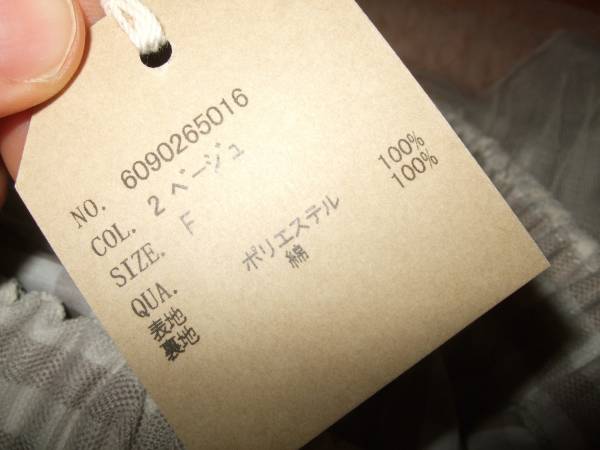 NO. 6090265016
COL. 2 ベージュ
SIZE. F
QUA.
表地 ポリエステル 100%
裏地 綿 100%